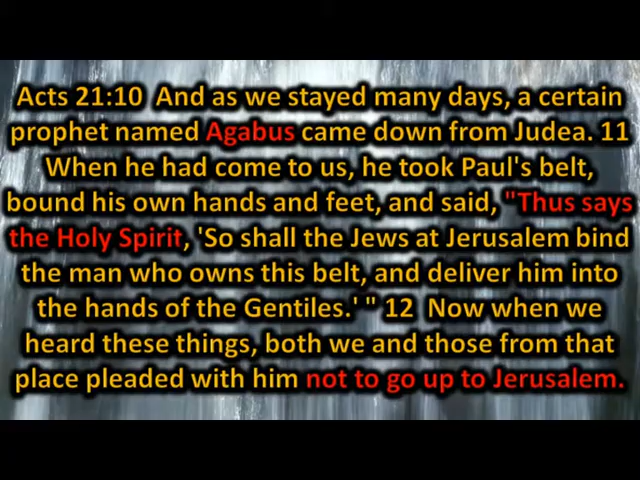 Acts 21:10  And as we stayed many days, a certain
prophet named Agabus came down from Judea. 11
When he had come to us, he took Paul's belt,
bound his own hands and feet, and said, "Thus says
the Holy Spirit, 'So shall the Jews at Jerusalem bind
the man who owns this belt, and deliver him into
the hands of the Gentiles.' " 12  Now when we
heard these things, both we and those from that
place pleaded with him not to go up to Jerusalem.